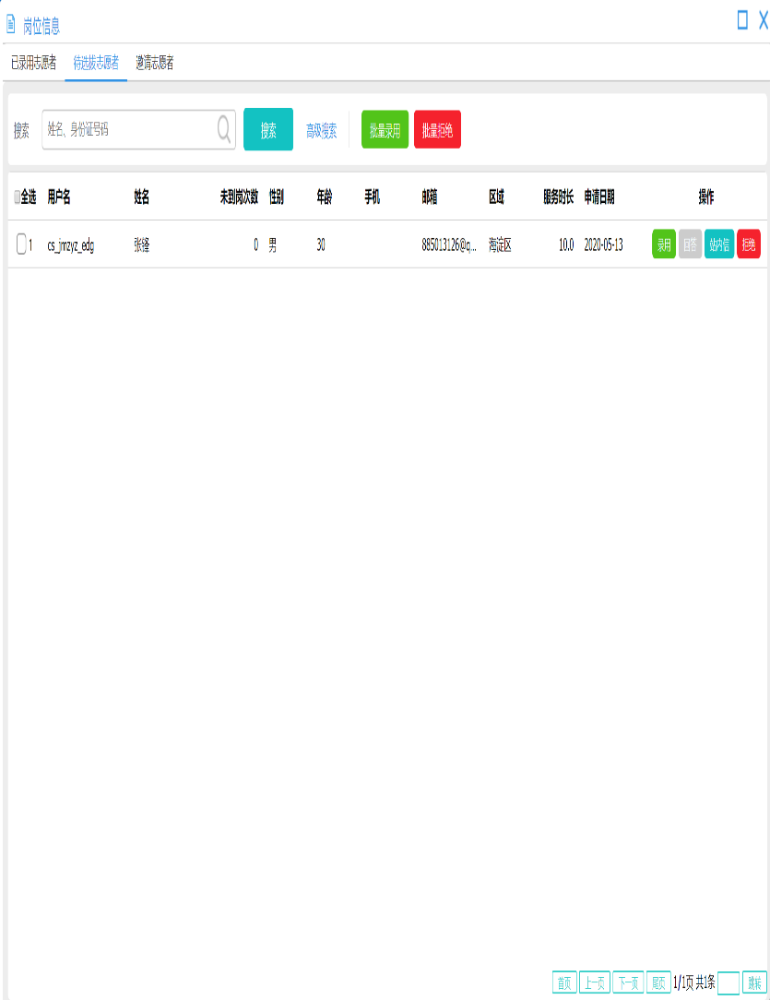 岗位信息
已录用志愿者 待选拔志愿者 邀请志愿者
搜索 姓名、身份证号码 搜索 高级搜索 批量录用 批量拒绝
全选 用户名 姓名 未到岗次数 性别 年龄 手机 邮箱 区域 服务时长 申请日期 操作
1 cs_jmzyz_edg 张锋 0 男 30 885013126@q... 海淀区 10.0 2020-05-13 录用 回答 站内信 拒绝
首页 上一页 下一页 尾页 1/1页 共1条 跳转